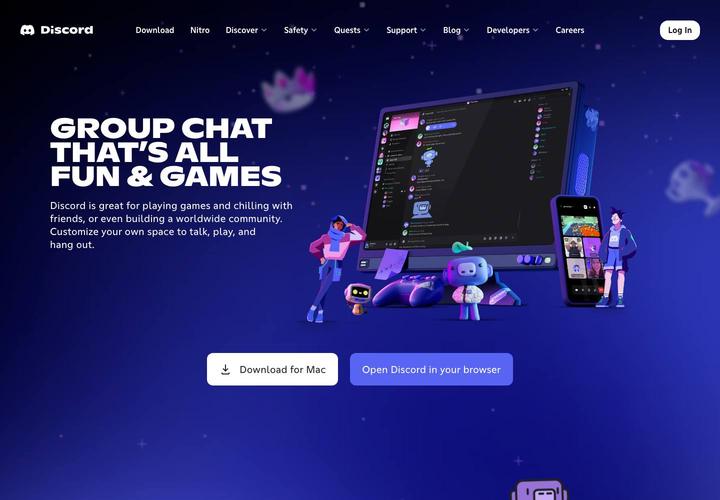 Discord
Download
Nitro
Discover
Safety
Quests
Support
Blog
Developers
Careers
Log In
GROUP CHAT
THAT'S ALL
FUN & GAMES
Discord is great for playing games and chilling with
friends, or even building a worldwide community.
Customize your own space to talk, play, and
hang out.
Download for Mac
Open Discord in your browser